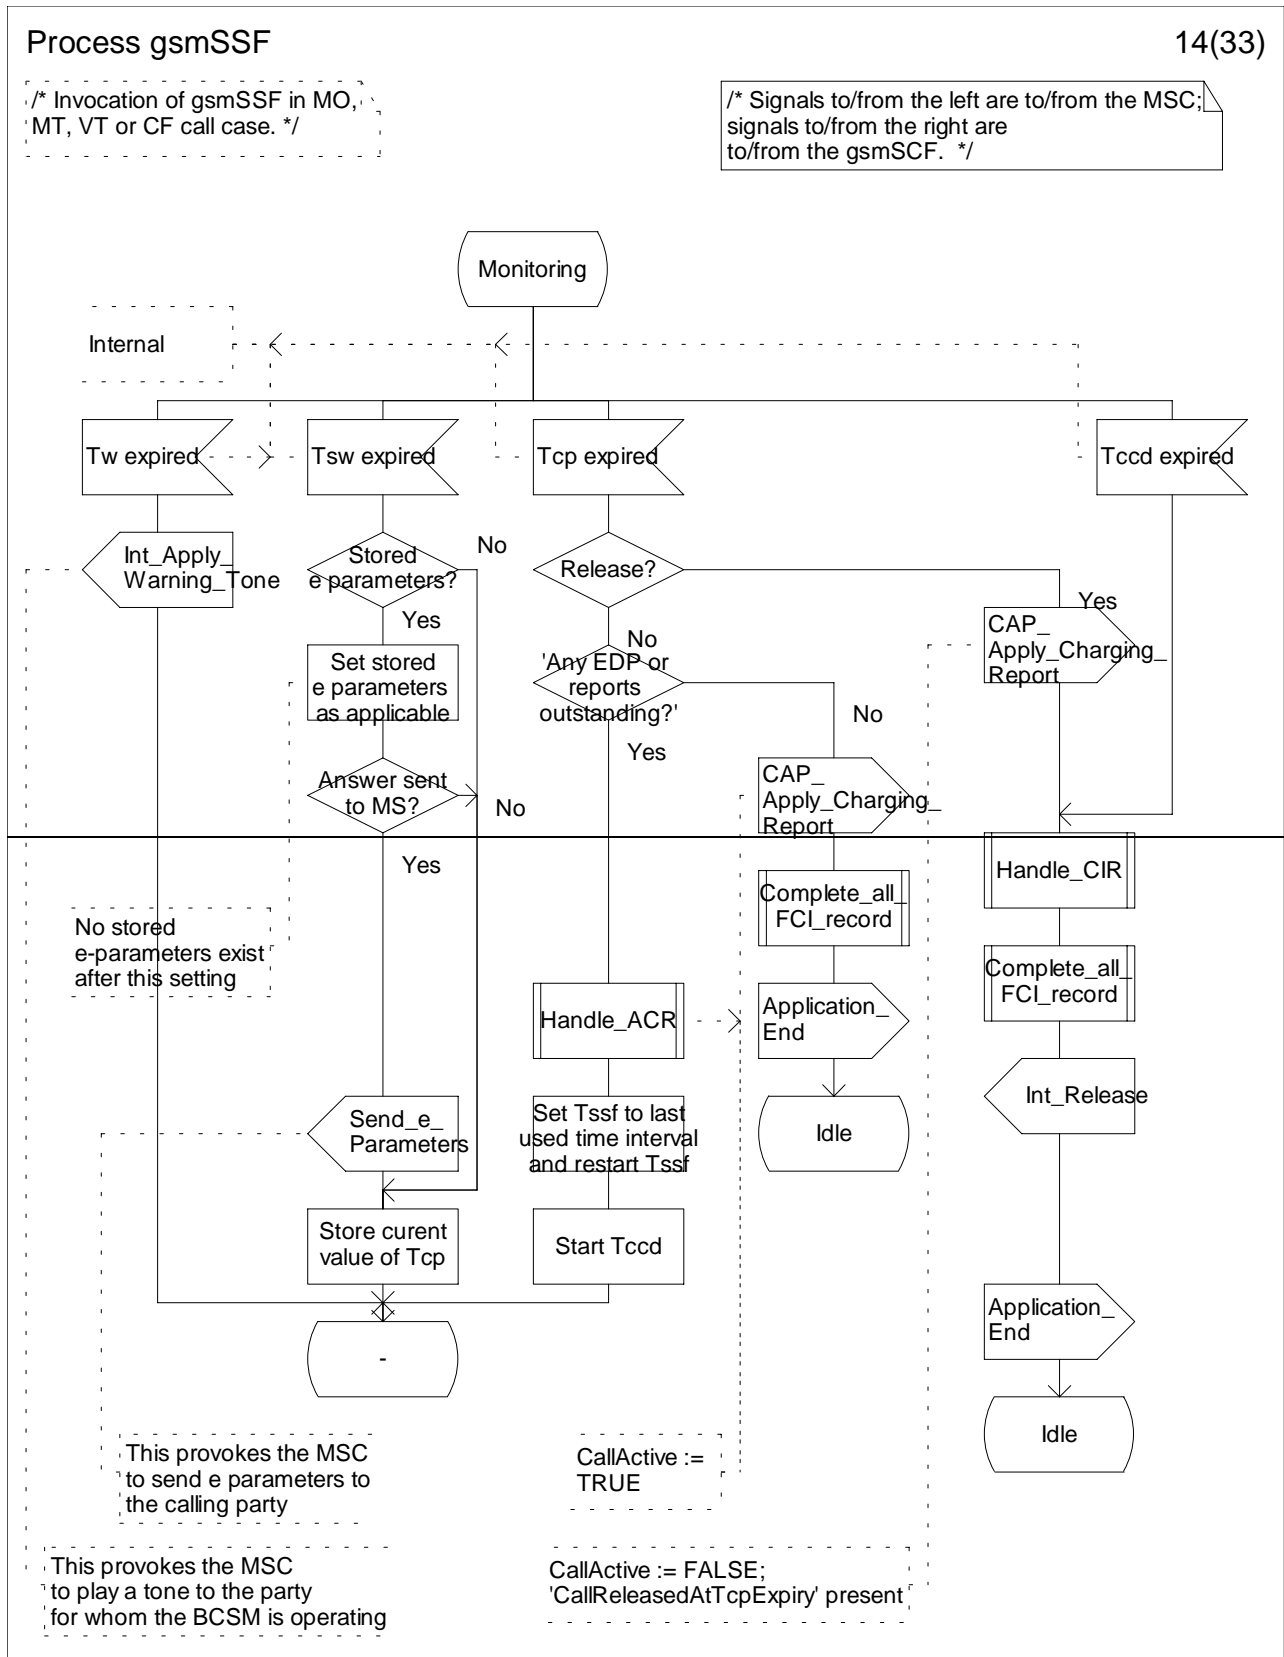 Process gsmSSF
14(33)
/* Invocation of gsmSSF in MO,
MT, VT or CF call case. */
/* Signals to/from the left are to/from the MSC;
signals to/from the right are
to/from the gsmSCF.  */
Monitoring
Internal
Tw expired
Tsw expired
Tcp expired
Tccd expired
Int_Apply_
Warning_Tone
Stored
e parameters?
No
Yes
Release?
No
Yes
CAP_
Apply_Charging_
Report
Set stored
e parameters
as applicable
'Any EDP or
reports
outstanding?'
No
Yes
Answer sent
to MS?
No
Yes
CAP_
Apply_Charging_
Report
Handle_CIR
No stored
e-parameters exist
after this setting
Complete_all_
FCI_record
Complete_all_
FCI_record
Handle_ACR
Application_
End
Int_Release
Send_e_
Parameters
Set Tssf to last
used time interval
and restart Tssf
Idle
Store curent
value of Tcp
Start Tccd
Application_
End
-
Idle
This provokes the MSC
to send e parameters to
the calling party
CallActive :=
TRUE
This provokes the MSC
to play a tone to the party
for whom the BCSM is operating
CallActive := FALSE;
'CallReleasedAtTcpExpiry' present